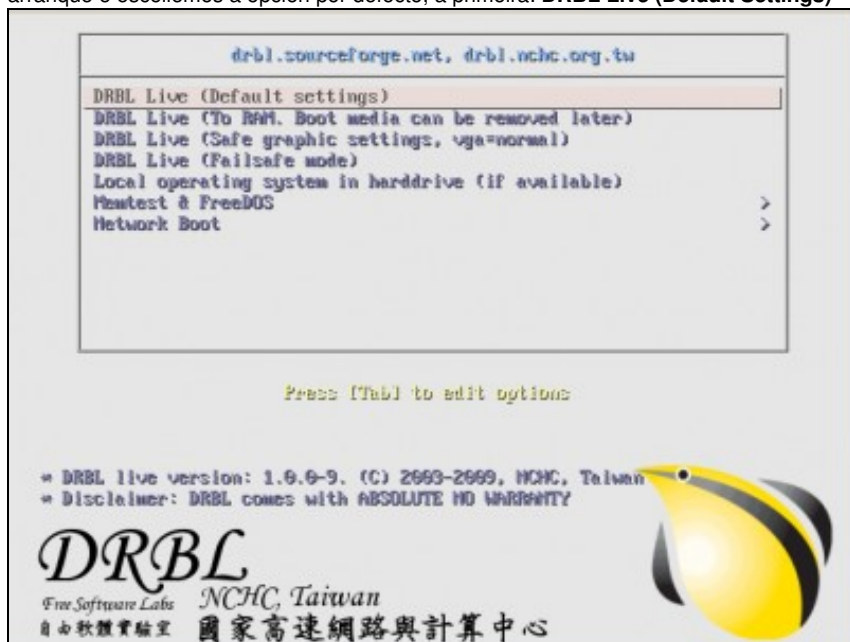 arranque e escollemos a opción por defecto, a primeira: DRBL Live (Default Settings)
drbl.sourceforge.net, drbl.nchc.org.tw
DRBL Live (Default settings)
DRBL Live (To RAM. Boot media can be removed later)
DRBL Live (Safe graphic settings, vga=normal)
DRBL Live (Failsafe mode)
Local operating system in harddrive (if available)
Memtest & FreeDOS >
Network Boot >
Press [Tab] to edit options
* DRBL live version: 1.0.0-9. (C) 2003-2009, NCHC, Taiwan
* Disclaimer: DRBL comes with ABSOLUTE NO WARRANTY
DRBL
Free Software Labs NCHC, Taiwan
自由軟體實驗室 國家高速網路與計算中心